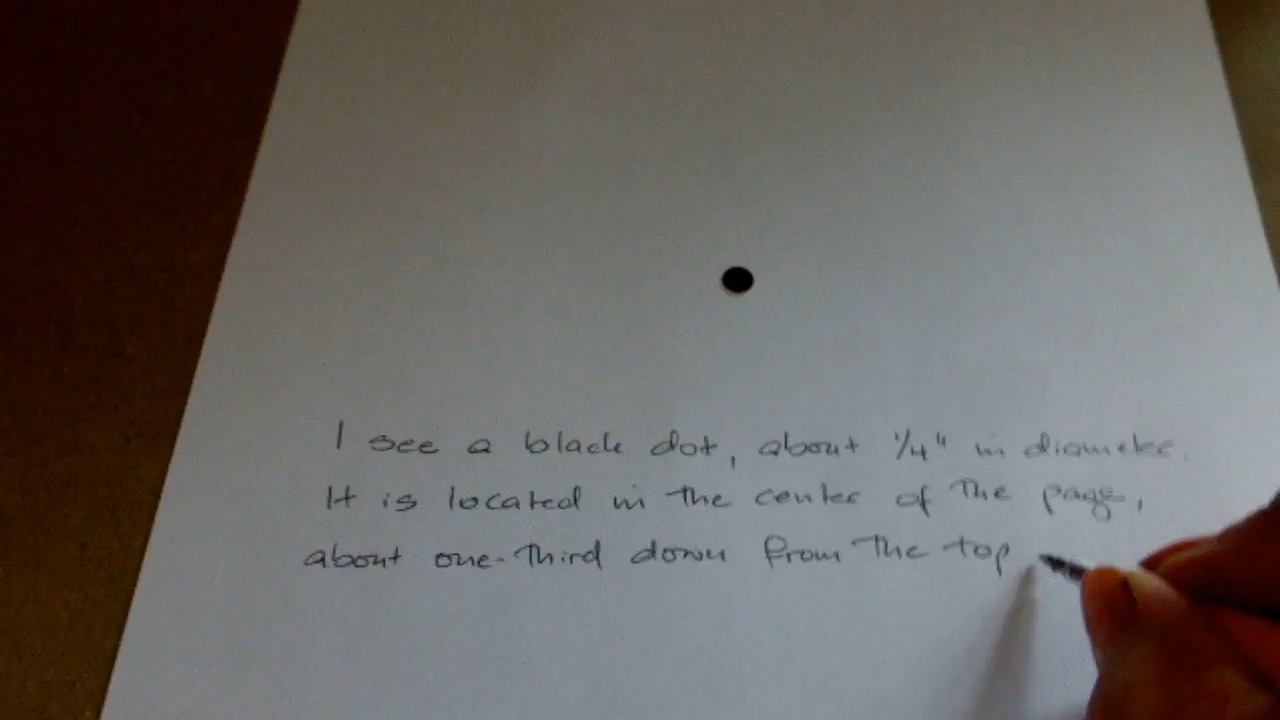 I see a black dot, about 1/4" in diameter.
It is located in the center of the page,
about one-third down from the top